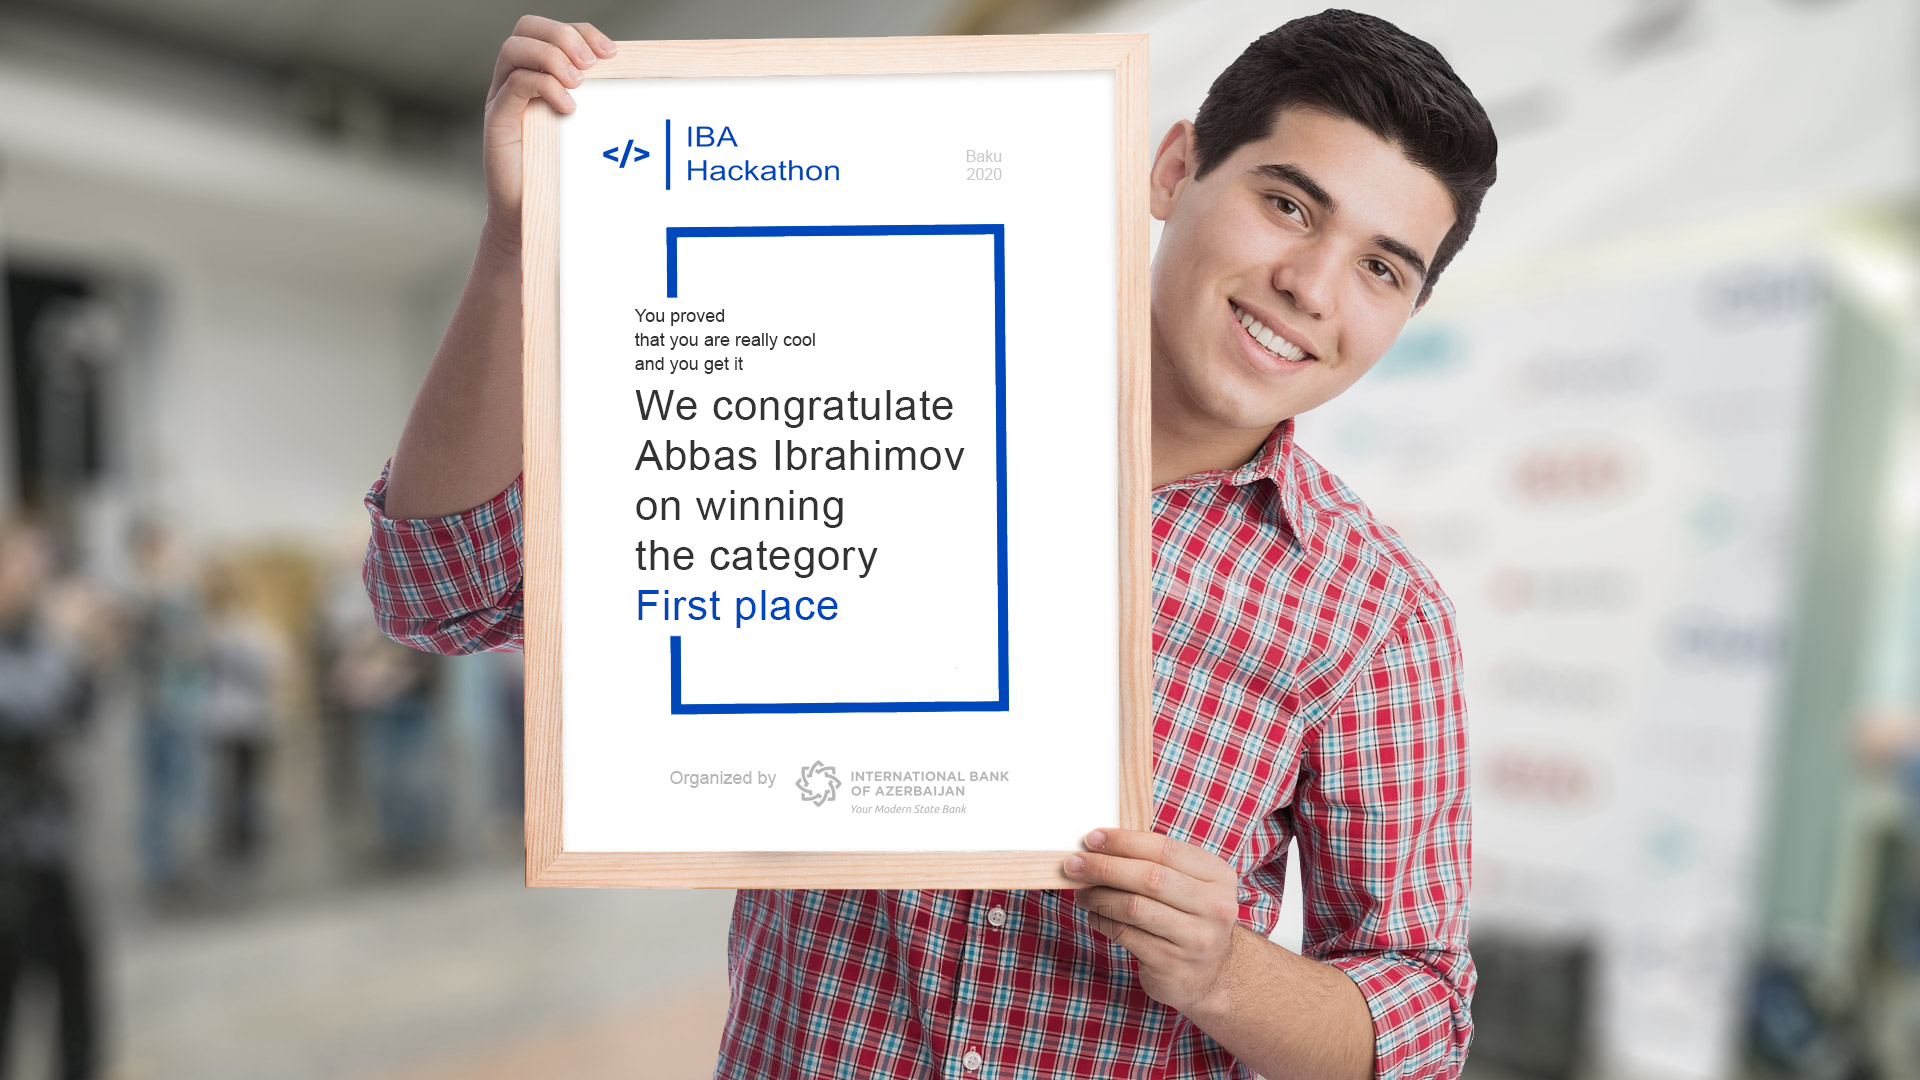 </> IBA
Hackathon
Baku
2020
You proved
that you are really cool
and you get it
We congratulate
Abbas Ibrahimov
on winning
the category
First place
Organized by
INTERNATIONAL BANK
OF AZERBAIJAN
Your Modern State Bank